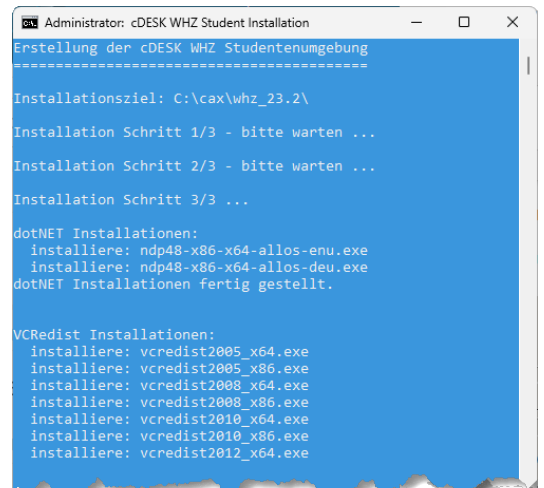 Administrator: cDESK WHZ Student Installation
Erstellung der cDESK WHZ Studentenumgebung
==========================================
Installationsziel: C:\cax\whz_23.2\
Installation Schritt 1/3 - bitte warten ...
Installation Schritt 2/3 - bitte warten ...
Installation Schritt 3/3 ...
dotNET Installationen:
installiere: ndp48-x86-x64-allos-enu.exe
installiere: ndp48-x86-x64-allos-deu.exe
dotNET Installationen fertig gestellt.
VCRedist Installationen:
installiere: vcredist2005_x64.exe
installiere: vcredist2005_x86.exe
installiere: vcredist2008_x64.exe
installiere: vcredist2008_x86.exe
installiere: vcredist2010_x64.exe
installiere: vcredist2010_x86.exe
installiere: vcredist2012_x64.exe